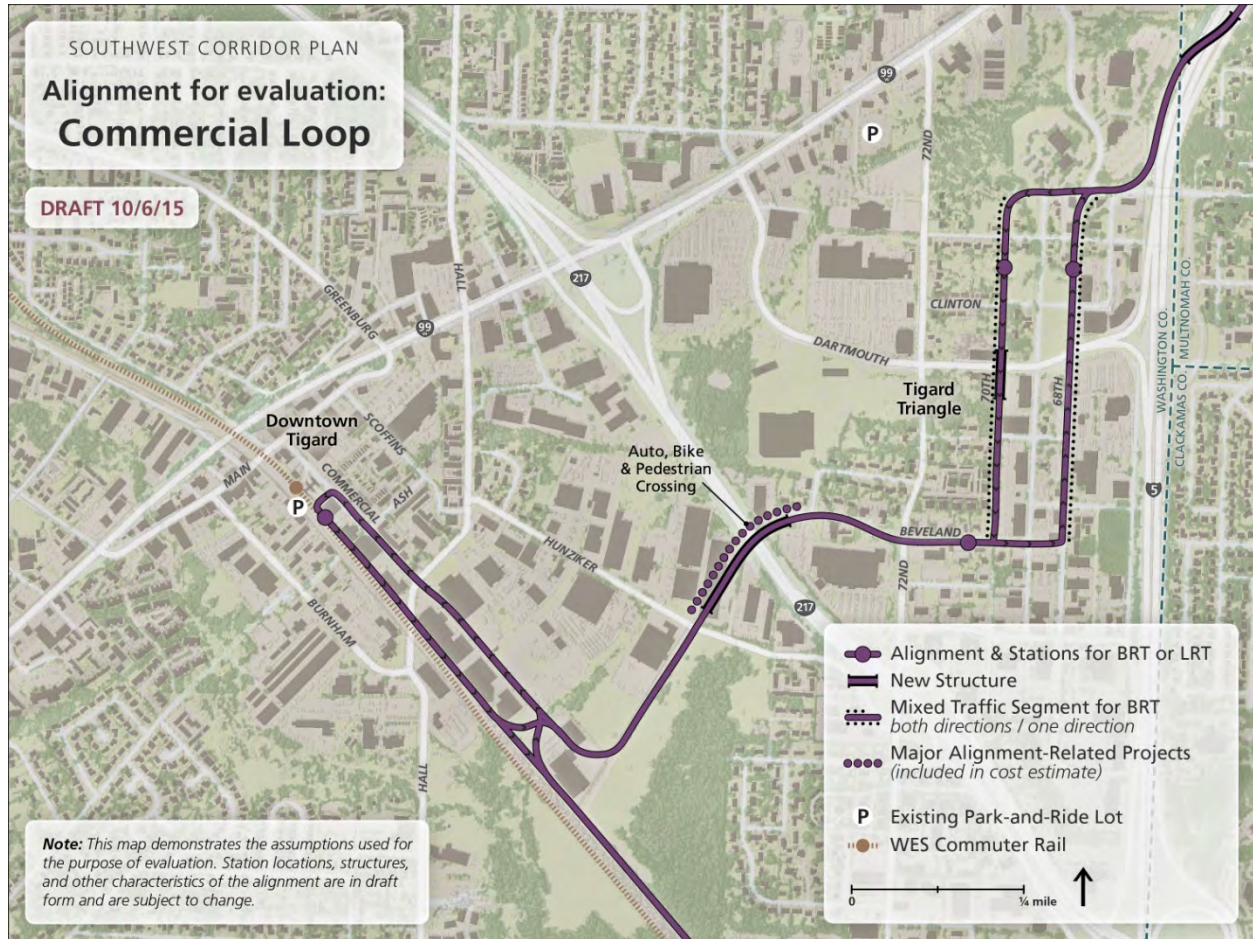 SOUTHWEST CORRIDOR PLAN
Alignment for evaluation:
Commercial Loop
DRAFT 10/6/15
99
P
72ND
217
HALL
GREENBURG
99
CLINTON
DARTMOUTH
WASHINGTON CO.
MULTNOMAH CO.
CLACKAMAS CO.
Tigard
Triangle
70TH
68TH
Downtown
Tigard
SCOFFINS
MAIN
COMMERCIAL
ASH
P
Auto, Bike
& Pedestrian
Crossing
5
BEVELAND
HUNZIKER
72ND
BURNHAM
217
HALL
Alignment & Stations for BRT or LRT
New Structure
Mixed Traffic Segment for BRT
both directions / one direction
Major Alignment-Related Projects
(included in cost estimate)
P Existing Park-and-Ride Lot
WES Commuter Rail
0 ¼ mile
Note: This map demonstrates the assumptions used for
the purpose of evaluation. Station locations, structures,
and other characteristics of the alignment are in draft
form and are subject to change.